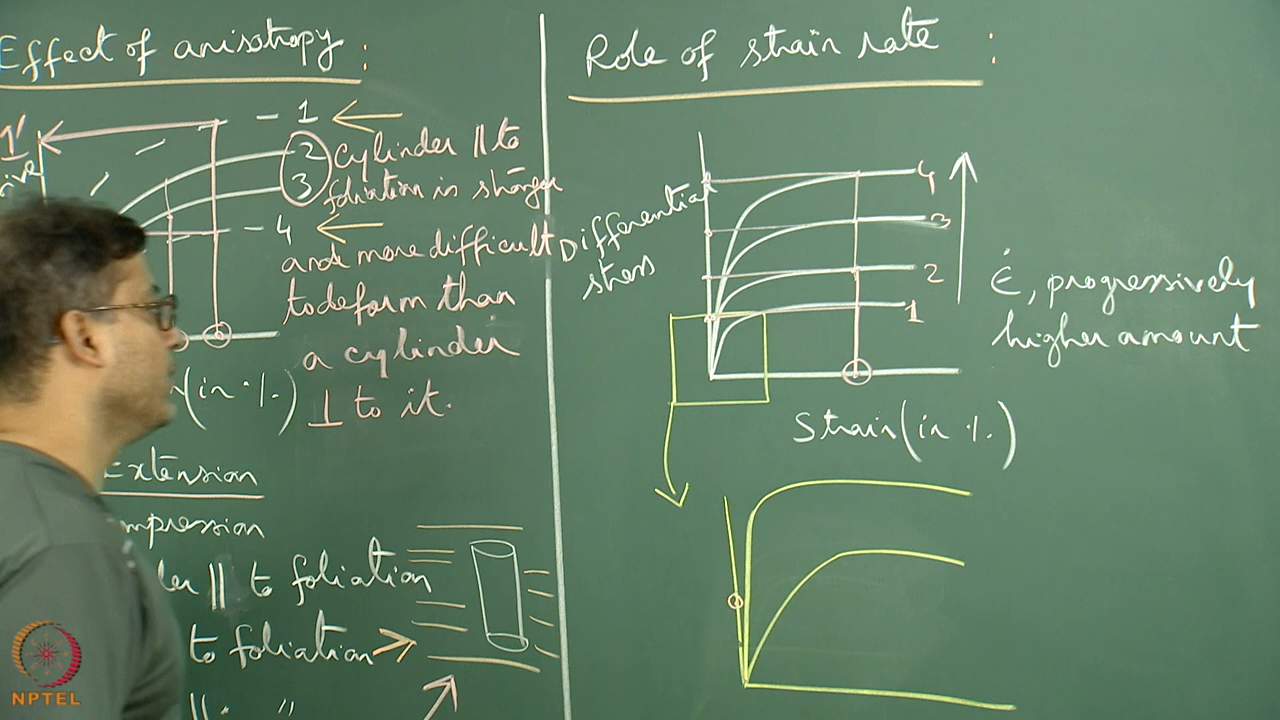 Effect of anisotropy :
1'
- 1
2
3
- 4
cylinder || to
foliation is stronger
and more difficult
to deform than
a cylinder
⊥ to it.
(in %.)
Extension
|| to foliation
to foliation
|| . "
Role of strain rate :
Differential
stress
4
3
2
1
ε̇, progressively
higher amount
Strain (in %.)
NPTEL